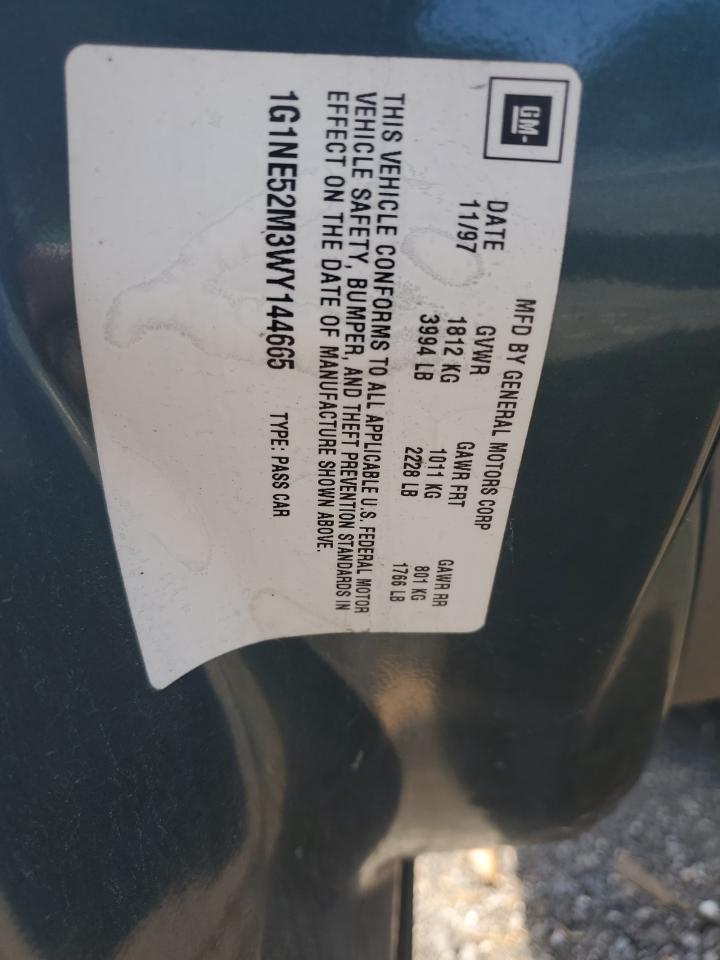 GM
MFD BY GENERAL MOTORS CORP
DATE GVWR GAWR FRT GAWR RR
11/97 1812 KG 1011 KG 801 KG
3994 LB 2228 LB 1766 LB
THIS VEHICLE CONFORMS TO ALL APPLICABLE U.S. FEDERAL MOTOR
VEHICLE SAFETY, BUMPER, AND THEFT PREVENTION STANDARDS IN
EFFECT ON THE DATE OF MANUFACTURE SHOWN ABOVE.
1G1NE52M3WY144665 TYPE: PASS CAR